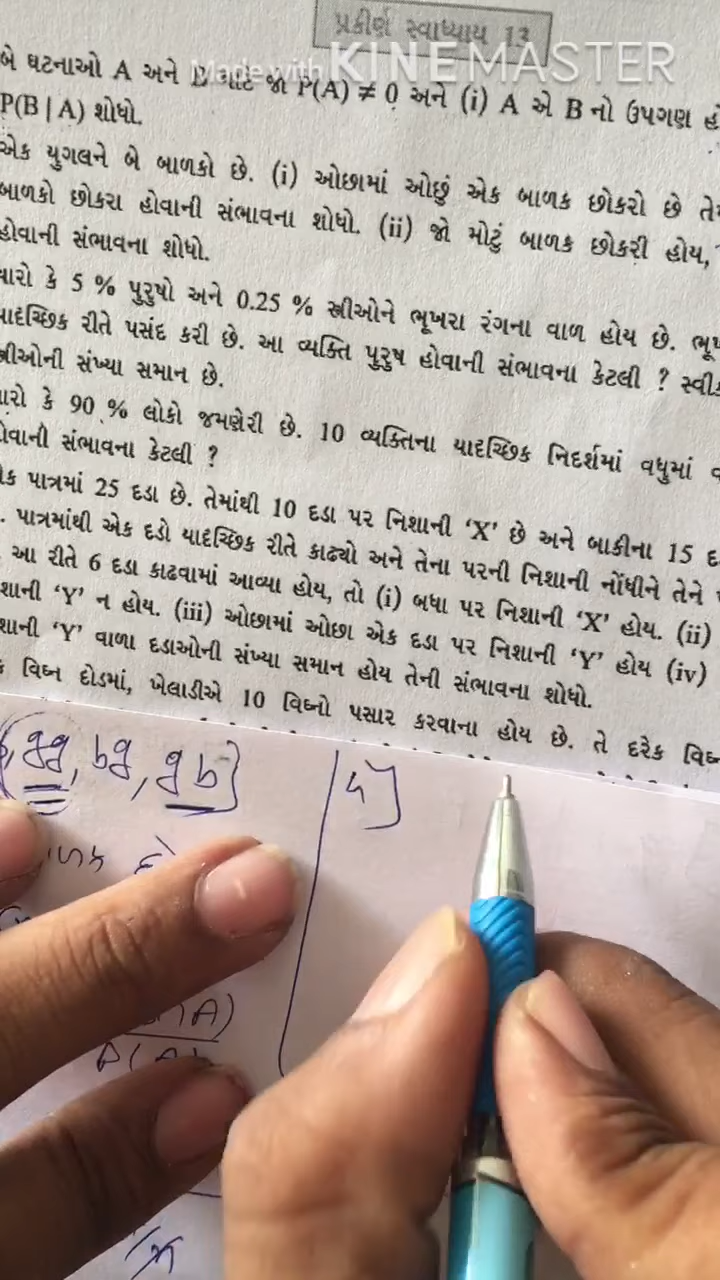 પ્રકીર્ણ સ્વાધ્યાય 13
Made with KINEMASTER
બે ઘટનાઓ A અને B માટે જો P(A) ≠ 0 અને (i) A એ B નો ઉપગણ
P(B | A) શોધો.
એક યુગલને બે બાળકો છે. (i) ઓછામાં ઓછું એક બાળક છોકરો છે
બાળકો છોકરા હોવાની સંભાવના શોધો. (ii) જો મોટું બાળક છોકરી હોય,
હોવાની સંભાવના શોધો.
કે 5 % પુરુષો અને 0.25 % સ્ત્રીઓને ભૂખરા રંગના વાળ હોય છે.
યાદૃચ્છિક રીતે પસંદ કરી છે. આ વ્યક્તિ પુરુષ હોવાની સંભાવના કેટલી ?
સ્ત્રીઓની સંખ્યા સમાન છે.
કે 90 % લોકો જમણેરી છે. 10 વ્યક્તિના યાદૃચ્છિક નિદર્શમાં વધુમાં
હોવાની સંભાવના કેટલી ?
પાત્રમાં 25 દડા છે. તેમાંથી 10 દડા પર નિશાની ‘X’ છે અને બાકીના 15
. પાત્રમાંથી એક દડો યાદૃચ્છિક રીતે કાઢ્યો અને તેના પરની નિશાની નોંધીને તેને
આ રીતે 6 દડા કાઢવામાં આવ્યા હોય, તો (i) બધા પર નિશાની ‘X’ હોય. (ii)
‘Y’ ન હોય. (iii) ઓછામાં ઓછા એક દડા પર નિશાની ‘Y’ હોય (iv)
‘Y’ વાળા દડાઓની સંખ્યા સમાન હોય તેની સંભાવના શોધો.
વિઘ્ન દોડમાં, ખેલાડીએ 10 વિઘ્નો પસાર કરવાના હોય છે. તે દરેક
gg, bg, gb}